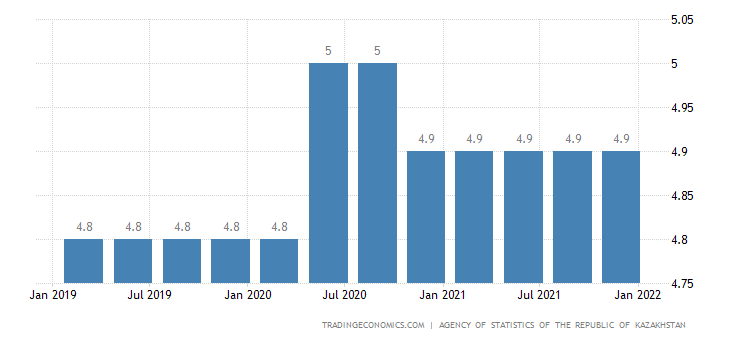 5.05
5 5 5
4.95
4.9 4.9 4.9 4.9 4.9 4.9
4.85
4.8 4.8 4.8 4.8 4.8 4.8
4.75
Jan 2019 Jul 2019 Jan 2020 Jul 2020 Jan 2021 Jul 2021 Jan 2022
TRADINGECONOMICS.COM | AGENCY OF STATISTICS OF THE REPUBLIC OF KAZAKHSTAN